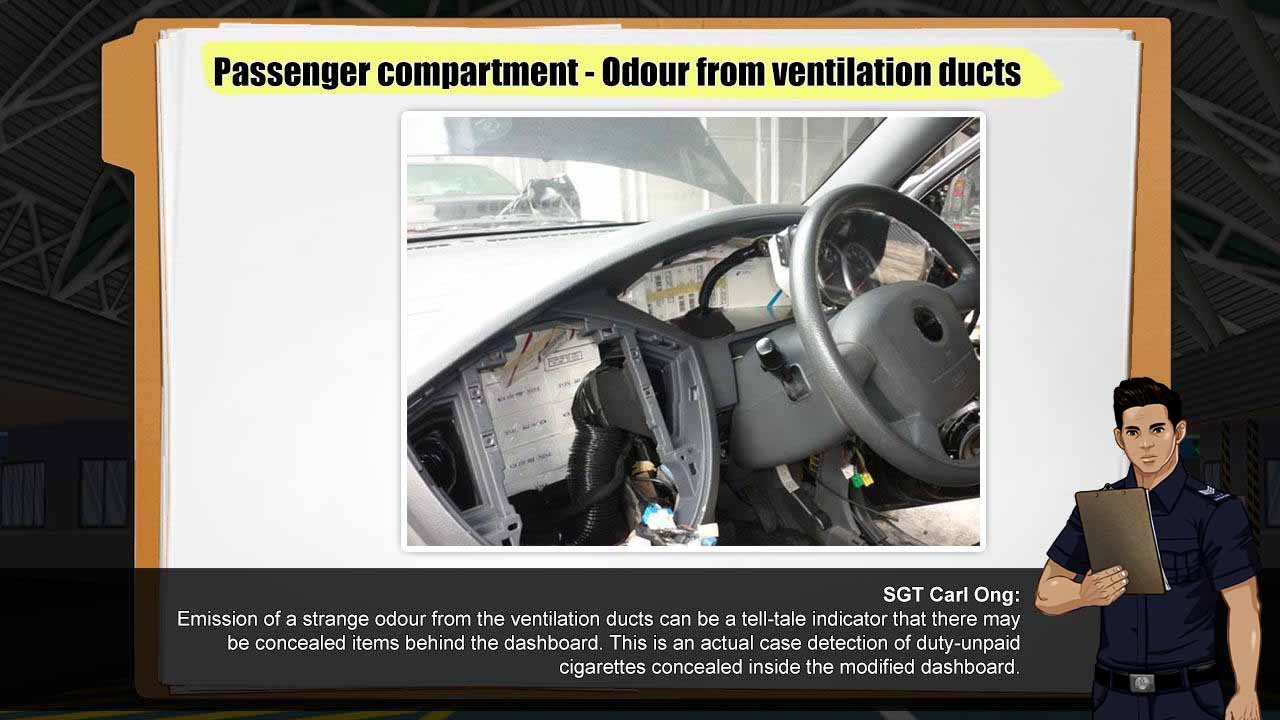 Passenger compartment - Odour from ventilation ducts
SGT Carl Ong:
Emission of a strange odour from the ventilation ducts can be a tell-tale indicator that there may
be concealed items behind the dashboard. This is an actual case detection of duty-unpaid
cigarettes concealed inside the modified dashboard.